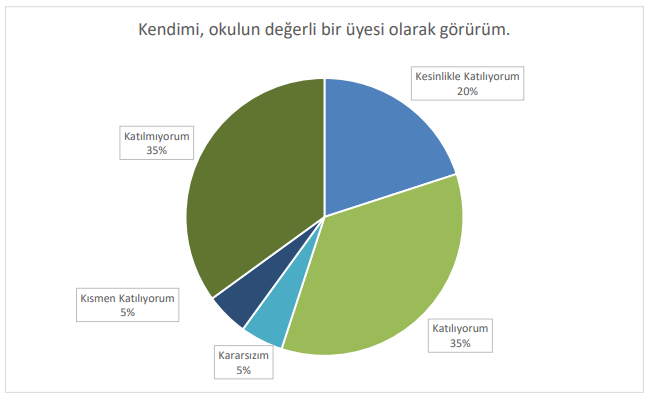 Kendimi, okulun değerli bir üyesi olarak görürüm.
Kesinlikle Katılıyorum
20%
Katılmıyorum
35%
Kısmen Katılıyorum
5%
Katılıyorum
35%
Kararsızım
5%